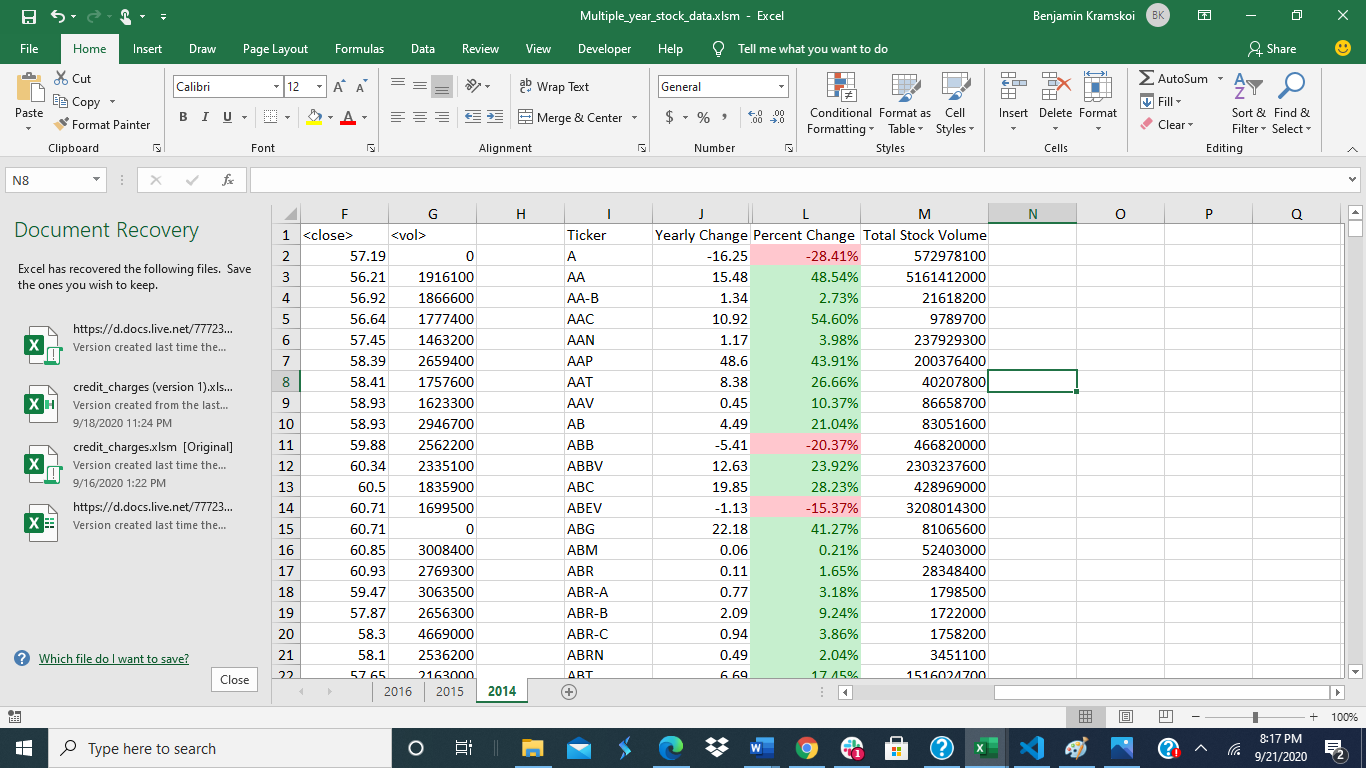 Multiple_year_stock_data.xlsm - Excel
Benjamin Kramskoi
BK
File Home Insert Draw Page Layout Formulas Data Review View Developer Help Tell me what you want to do Share
Paste
Cut
Copy
Format Painter
Clipboard
Calibri 12
B I U A
Font
ab Wrap Text
Merge & Center
Alignment
General
$ % ,
Number
Conditional Formatting
Format as Table
Cell Styles
Styles
Insert Delete Format
Cells
AutoSum
Fill
Clear
Sort & Filter
Find & Select
Editing
N8 fx
Document Recovery
Excel has recovered the following files. Save
the ones you wish to keep.
https://d.docs.live.net/77723...
Version created last time the...
credit_charges (version 1).xls...
Version created from the last...
9/18/2020 11:24 PM
credit_charges.xlsm [Original]
Version created last time the...
9/16/2020 1:22 PM
https://d.docs.live.net/77723...
Version created last time the...
Which file do I want to save?
Close
F G H I J L M N O P Q
1 <close> <vol> Ticker Yearly Change Percent Change Total Stock Volume
2 57.19 0 A -16.25 -28.41% 572978100
3 56.21 1916100 AA 15.48 48.54% 5161412000
4 56.92 1866600 AA-B 1.34 2.73% 21618200
5 56.64 1777400 AAC 10.92 54.60% 9789700
6 57.45 1463200 AAN 1.17 3.98% 237929300
7 58.39 2659400 AAP 48.6 43.91% 200376400
8 58.41 1757600 AAT 8.38 26.66% 40207800
9 58.93 1623300 AAV 0.45 10.37% 86658700
10 58.93 2946700 AB 4.49 21.04% 83051600
11 59.88 2562200 ABB -5.41 -20.37% 466820000
12 60.34 2335100 ABBV 12.63 23.92% 2303237600
13 60.5 1835900 ABC 19.85 28.23% 428969000
14 60.71 1699500 ABEV -1.13 -15.37% 3208014300
15 60.71 0 ABG 22.18 41.27% 81065600
16 60.85 3008400 ABM 0.06 0.21% 52403000
17 60.93 2769300 ABR 0.11 1.65% 28348400
18 59.47 3063500 ABR-A 0.77 3.18% 1798500
19 57.87 2656300 ABR-B 2.09 9.24% 1722000
20 58.3 4669000 ABR-C 0.94 3.86% 1758200
21 58.1 2536200 ABRN 0.49 2.04% 3451100
22 57.65 2163000 ABT 6.69 17.45% 1516024700
2016 2015 2014
100%
Type here to search
8:17 PM
9/21/2020
2